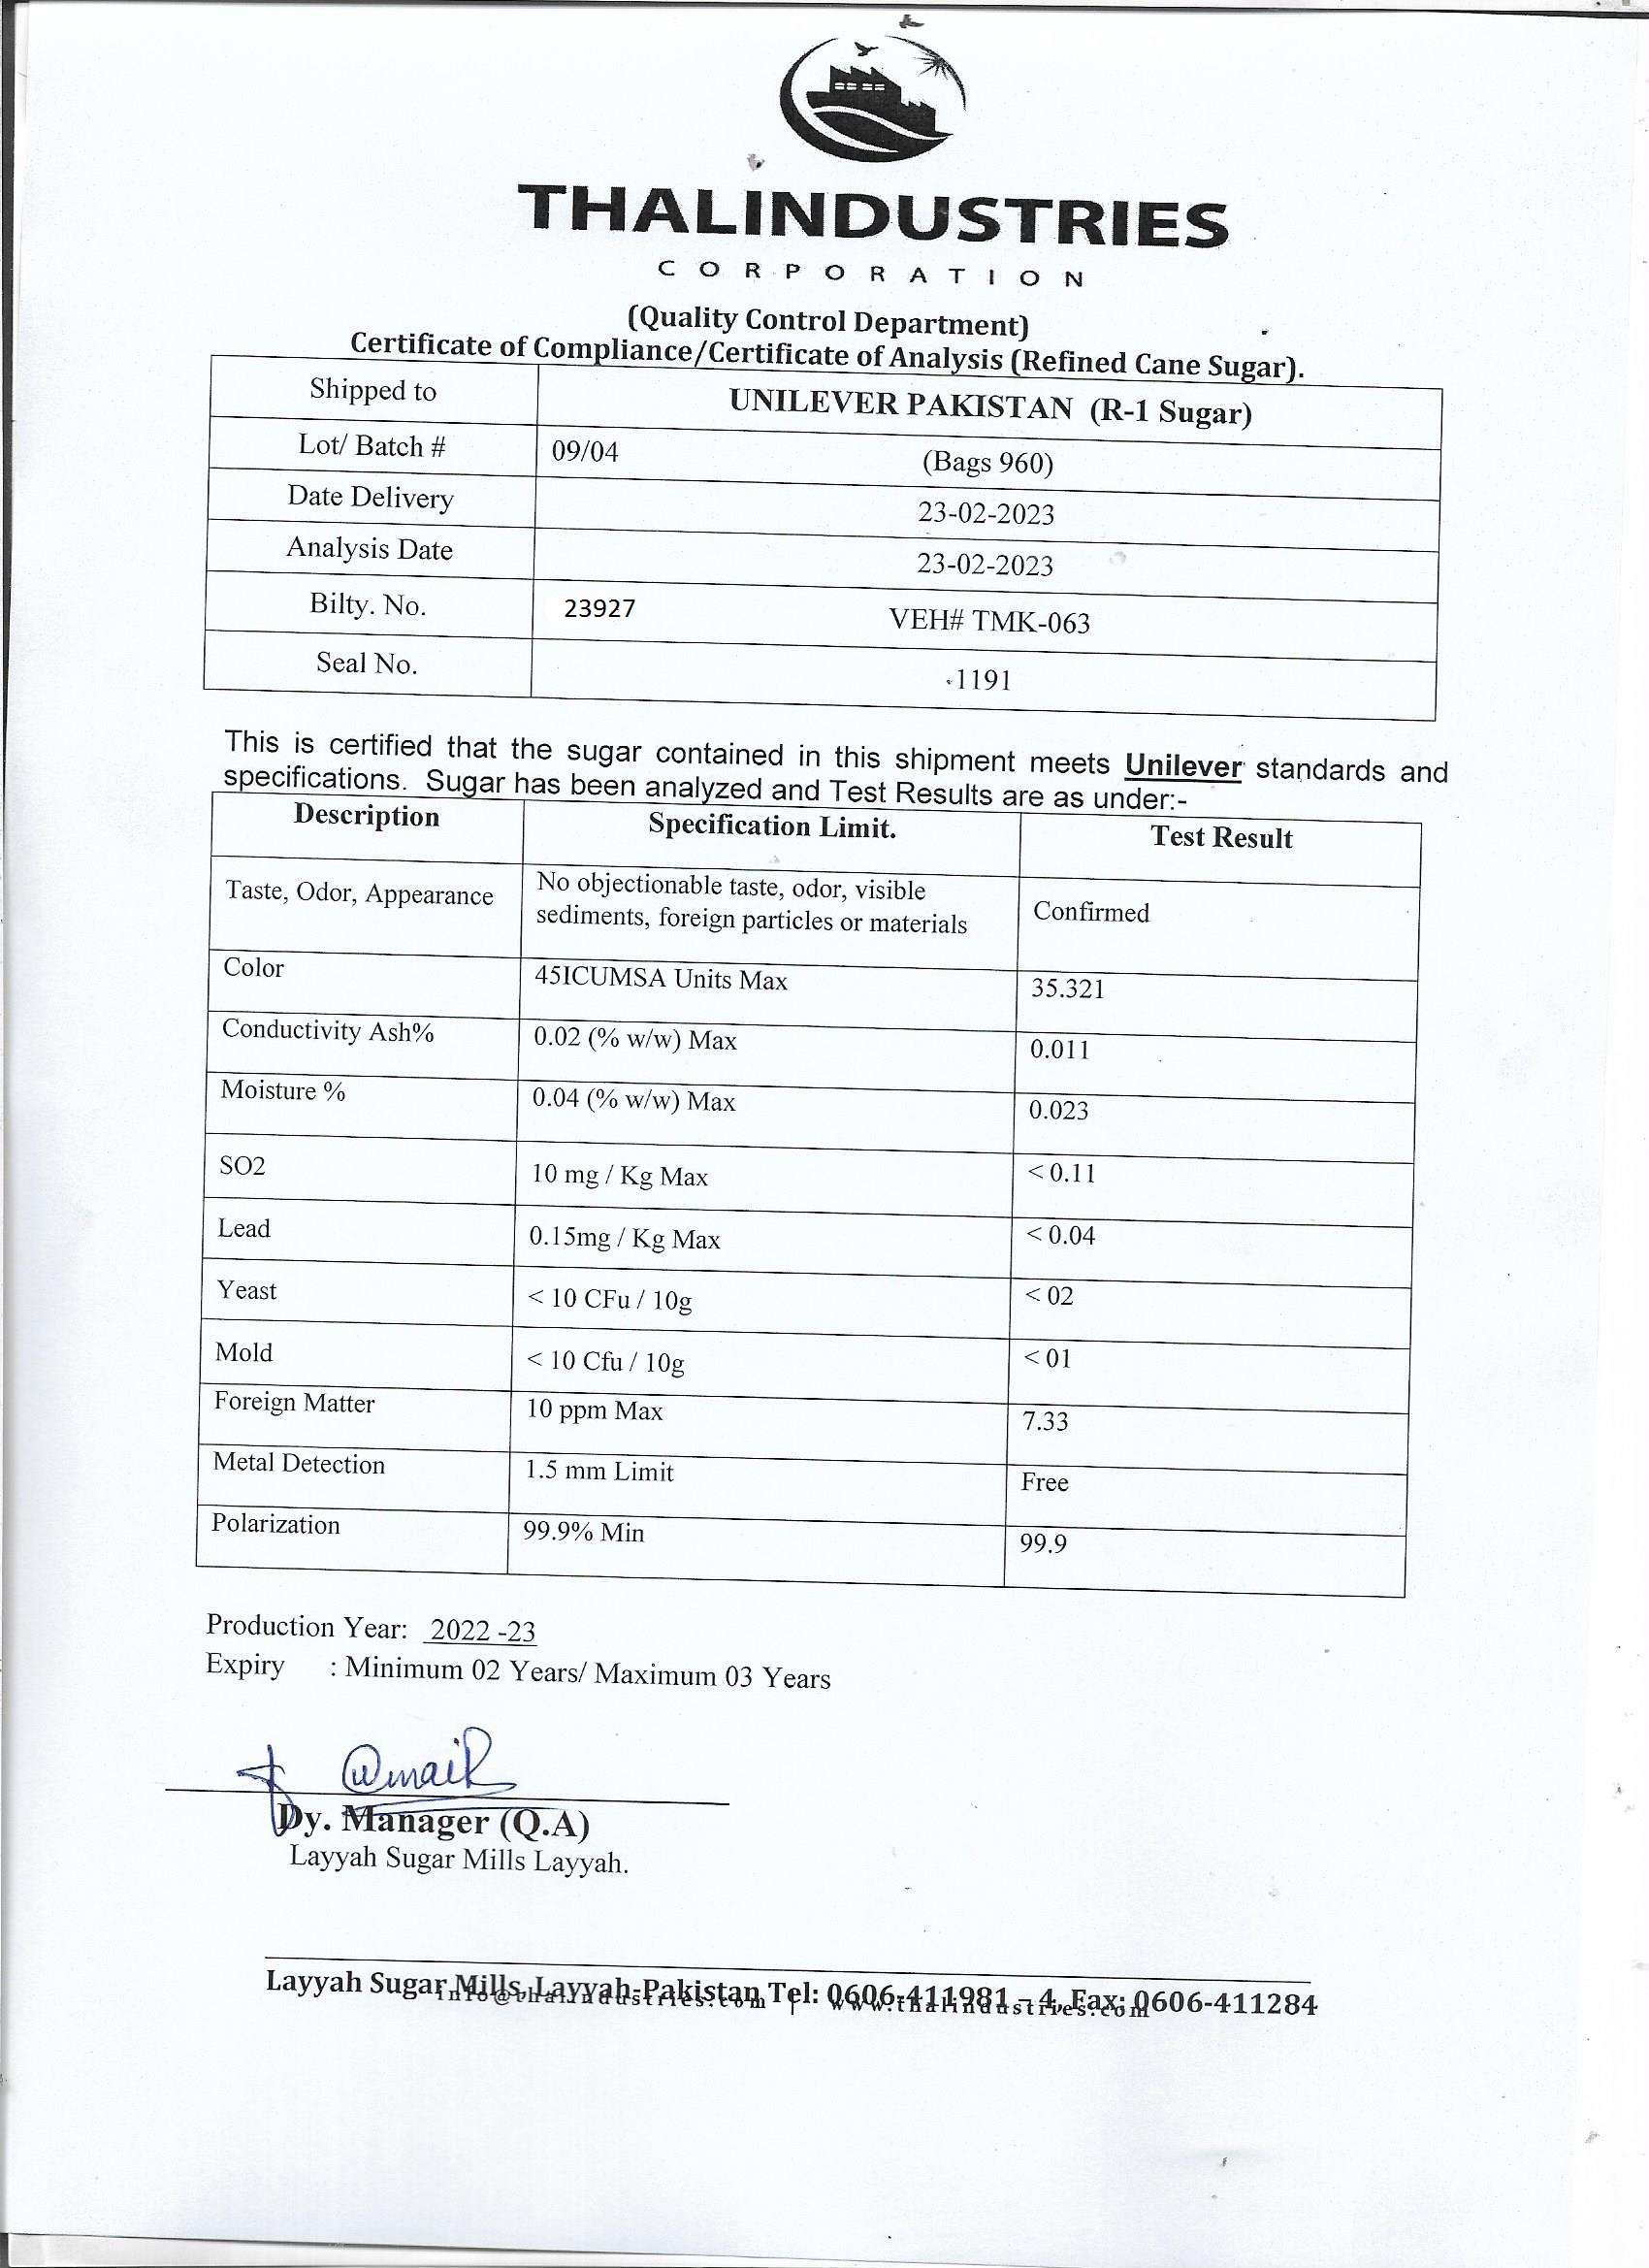 THALINDUSTRIES
CORPORATION
(Quality Control Department)
Certificate of Compliance/Certificate of Analysis (Refined Cane Sugar).
Shipped to UNILEVER PAKISTAN (R-1 Sugar)
Lot/ Batch # 09/04 (Bags 960)
Date Delivery 23-02-2023
Analysis Date 23-02-2023
Bilty. No. 23927 VEH# TMK-063
Seal No. 1191
This is certified that the sugar contained in this shipment meets Unilever standards and
specifications. Sugar has been analyzed and Test Results are as under:-
Description Specification Limit. Test Result
Taste, Odor, Appearance No objectionable taste, odor, visible
sediments, foreign particles or materials Confirmed
Color 45ICUMSA Units Max 35.321
Conductivity Ash% 0.02 (% w/w) Max 0.011
Moisture % 0.04 (% w/w) Max 0.023
SO2 10 mg / Kg Max < 0.11
Lead 0.15mg / Kg Max < 0.04
Yeast < 10 CFu / 10g < 02
Mold < 10 Cfu / 10g < 01
Foreign Matter 10 ppm Max 7.33
Metal Detection 1.5 mm Limit Free
Polarization 99.9% Min 99.9
Production Year: 2022 -23
Expiry : Minimum 02 Years/ Maximum 03 Years
Dy. Manager (Q.A)
Layyah Sugar Mills Layyah.
Layyah Sugar Mills, Layyah-Pakistan Tel: 0606-411981 – 4, Fax: 0606-411284
info@thalindustries.com | www.thalindustries.com